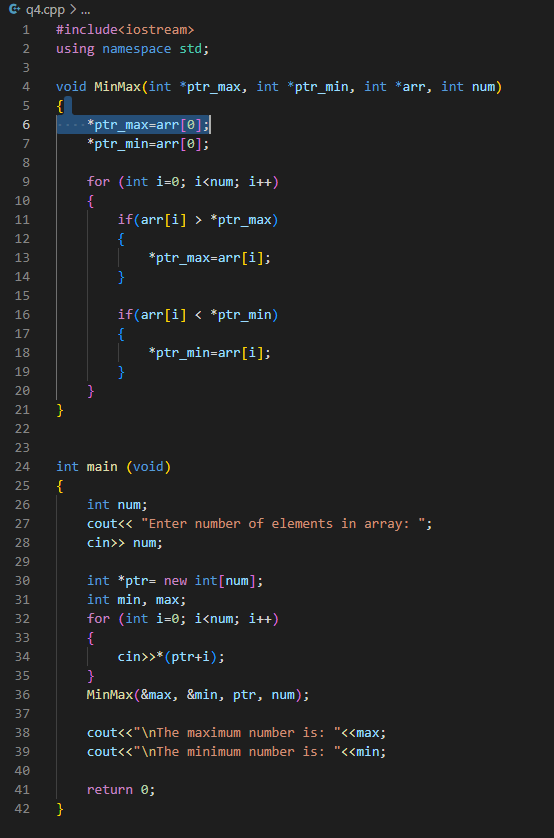 q4.cpp > ...
1 #include<iostream>
2 using namespace std;
3
4 void MinMax(int *ptr_max, int *ptr_min, int *arr, int num)
5 {
6     *ptr_max=arr[0];
7     *ptr_min=arr[0];
8
9     for (int i=0; i<num; i++)
10     {
11         if(arr[i] > *ptr_max)
12         {
13             *ptr_max=arr[i];
14         }
15
16         if(arr[i] < *ptr_min)
17         {
18             *ptr_min=arr[i];
19         }
20     }
21 }
22
23
24 int main (void)
25 {
26     int num;
27     cout<< "Enter number of elements in array: ";
28     cin>> num;
29
30     int *ptr= new int[num];
31     int min, max;
32     for (int i=0; i<num; i++)
33     {
34         cin>>*(ptr+i);
35     }
36     MinMax(&max, &min, ptr, num);
37
38     cout<<"\nThe maximum number is: "<<max;
39     cout<<"\nThe minimum number is: "<<min;
40
41     return 0;
42 }